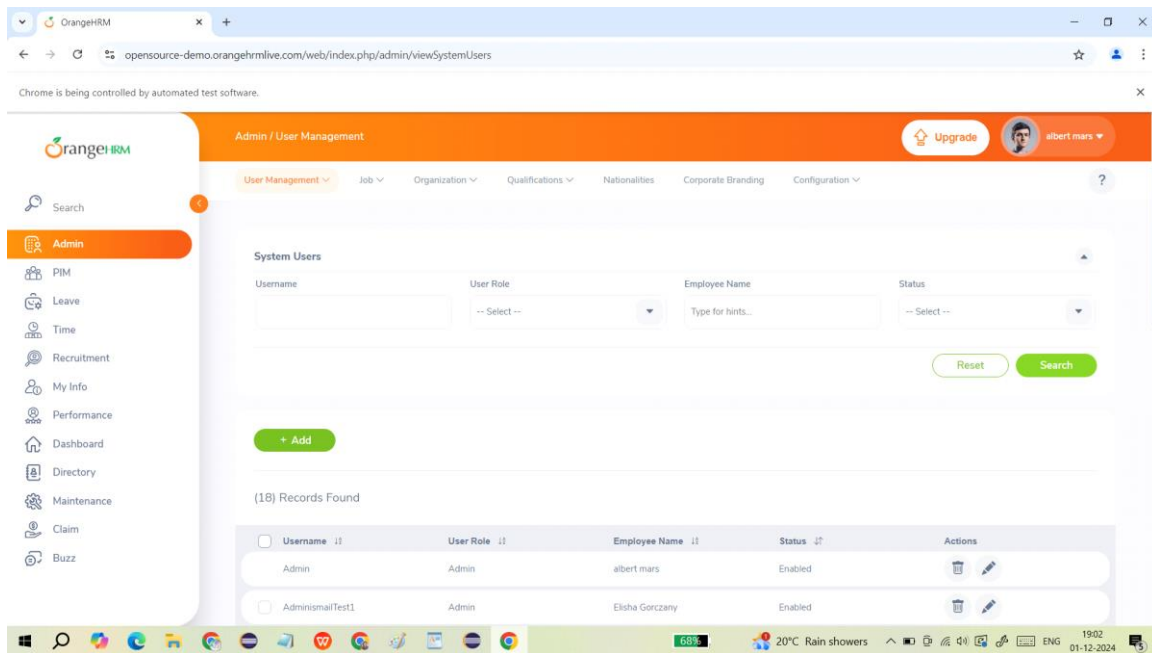 OrangeHRM
opensource-demo.orangehrmlive.com/web/index.php/admin/viewSystemUsers
Chrome is being controlled by automated test software.
OrangeHRM
Admin / User Management
Upgrade
albert mars
User Management Job Organization Qualifications Nationalities Corporate Branding Configuration ?
Search
Admin
PIM
Leave
Time
Recruitment
My Info
Performance
Dashboard
Directory
Maintenance
Claim
Buzz
System Users
Username User Role Employee Name Status
-- Select -- Type for hints... -- Select --
Reset Search
+ Add
(18) Records Found
Username User Role Employee Name Status Actions
Admin Admin albert mars Enabled
AdminismailTest1 Admin Elisha Gorczany Enabled
68% 20°C Rain showers ENG 19:02
01-12-2024